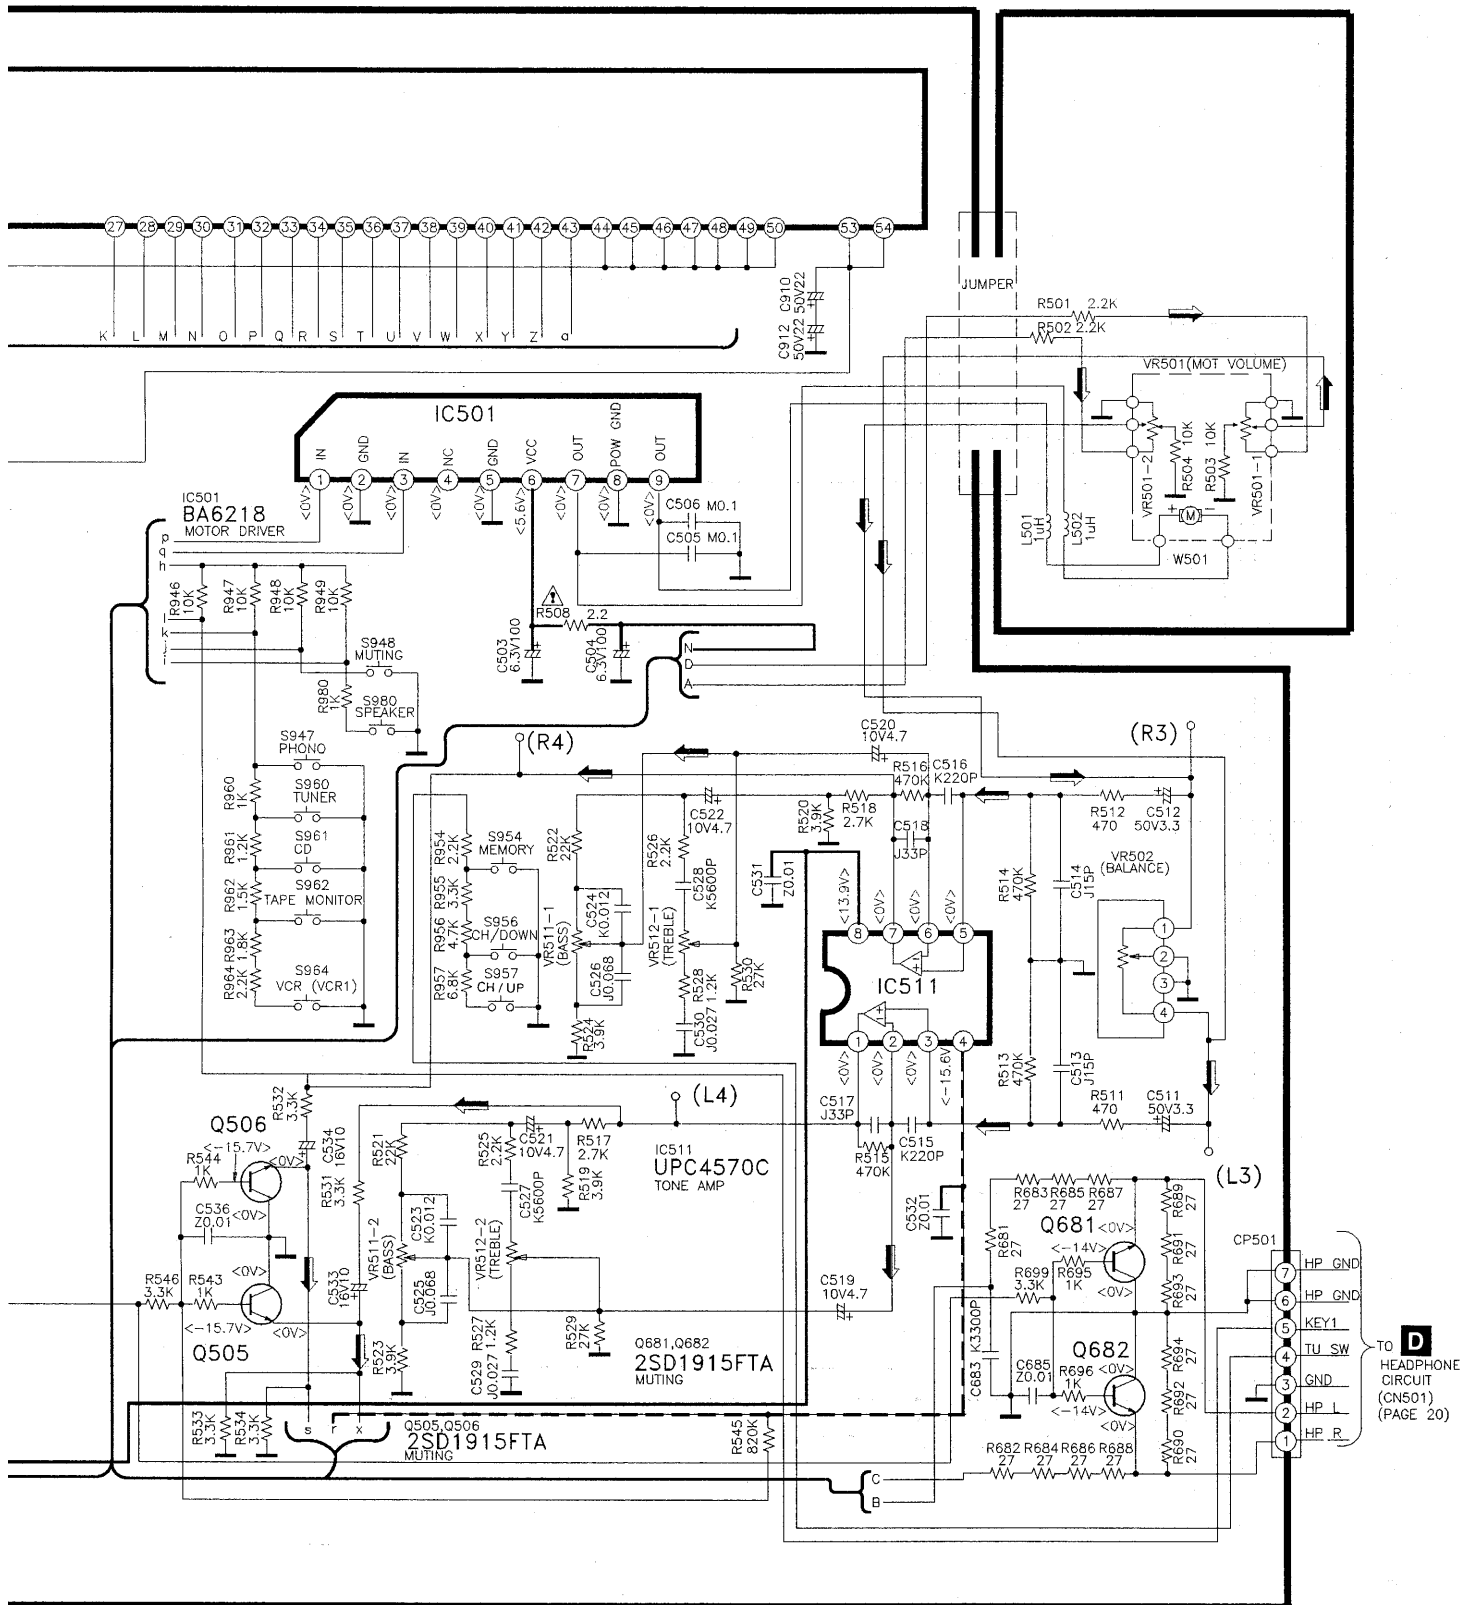 27 28 29 30 31 32 33 34 35 36 37 38 39 40 41 42 43 44 45 46 47 48 49 50 53 54
K L M N O P Q R S T U V W X Y Z a
C910 50V22
C912 50V22
JUMPER
R501 2.2K
R502 2.2K
VR501(MOT VOLUME)
VR501-2
R504 10K
R503 10K
VR501-1
+ M -
W501
L501 1uH
L502 1uH
IC501
IN GND IN NC GND VCC OUT POW GND OUT
1 2 3 4 5 6 7 8 9
<0V> <0V> <0V> <0V> <0V> <5.6V> <0V> <0V> <0V>
IC501
BA6218
MOTOR DRIVER
C506 M0.1
C505 M0.1
p
q
h
l
k
j
i
R946 10K
R947 10K
R948 10K
R949 10K
R508 2.2
C503 6.3V100
C504 6.3V100
N
D
A
S948
MUTING
R980 1K
S980
SPEAKER
S947
PHONO
R960 1K
S960
TUNER
R961 1.2K
S961
CD
R962 1.5K
S962
TAPE MONITOR
R963 1.8K
R964 2.2K
S964
VCR (VCR1)
(R4)
R954 2.2K
S954
MEMORY
R955 3.3K
R956 4.7K
S956
CH/DOWN
R957 6.8K
S957
CH/UP
R522 22K
VR511-1
(BASS)
C524 K0.012
C526 J0.068
R524 3.9K
R526 2.2K
C528 K5600P
VR512-1
(TREBLE)
R528 1.2K
C530 J0.027
R530 27K
C522
10V4.7
C520
10V4.7
R520 3.9K
R518
2.7K
R516
470K
C516
K220P
C518
J33P
C531 Z0.01
(R3)
R512
470
C512
50V3.3
R514 470K
C514 J15P
VR502
(BALANCE)
1
2
3
4
<13.9V> <0V> <0V> <0V>
8 7 6 5
IC511
1 2 3 4
<0V> <0V> <0V> <-15.6V>
R513 470K
C513 J15P
R511
470
C511
50V3.3
(L3)
C517
J33P
R515
470K
C515
K220P
(L4)
IC511
UPC4570C
TONE AMP
R532 3.3K
C534 16V10
R531 3.3K
C533 16V10
Q506
<-15.7V>
<0V>
R544
1K
C536
Z0.01
<0V>
<0V>
R546
3.3K
R543
1K
<-15.7V>
<0V>
Q505
R521 22K
C523 K0.012
VR511-2
(BASS)
C525 J0.068
R523 3.9K
R525 2.2K
C527 K5600P
VR512-2
(TREBLE)
R527 1.2K
C529 J0.027
C521
10V4.7
R517
2.7K
R519 3.9K
R529 27K
C532 Z0.01
C519
10V4.7
Q681,Q682
2SD1915FTA
MUTING
Q505,Q506
2SD1915FTA
MUTING
R533 3.3K
R534 3.3K
s r x
R545 820K
R683 R685 R687
27 27 27
R689 27
R691 27
R693 27
R694 27
R692 27
R690 27
R681 27
Q681
<0V>
<-14V>
R699
3.3K
R695
1K
<0V>
C683 K3300P
Q682
<0V>
C685
Z0.01
R696
1K
<-14V>
<0V>
R682 R684 R686 R688
27 27 27 27
C
B
CP501
7 HP GND
6 HP GND
5 KEY1
4 TU SW
3 GND
2 HP L
1 HP R
TO D
HEADPHONE
CIRCUIT
(CN501)
(PAGE 20)